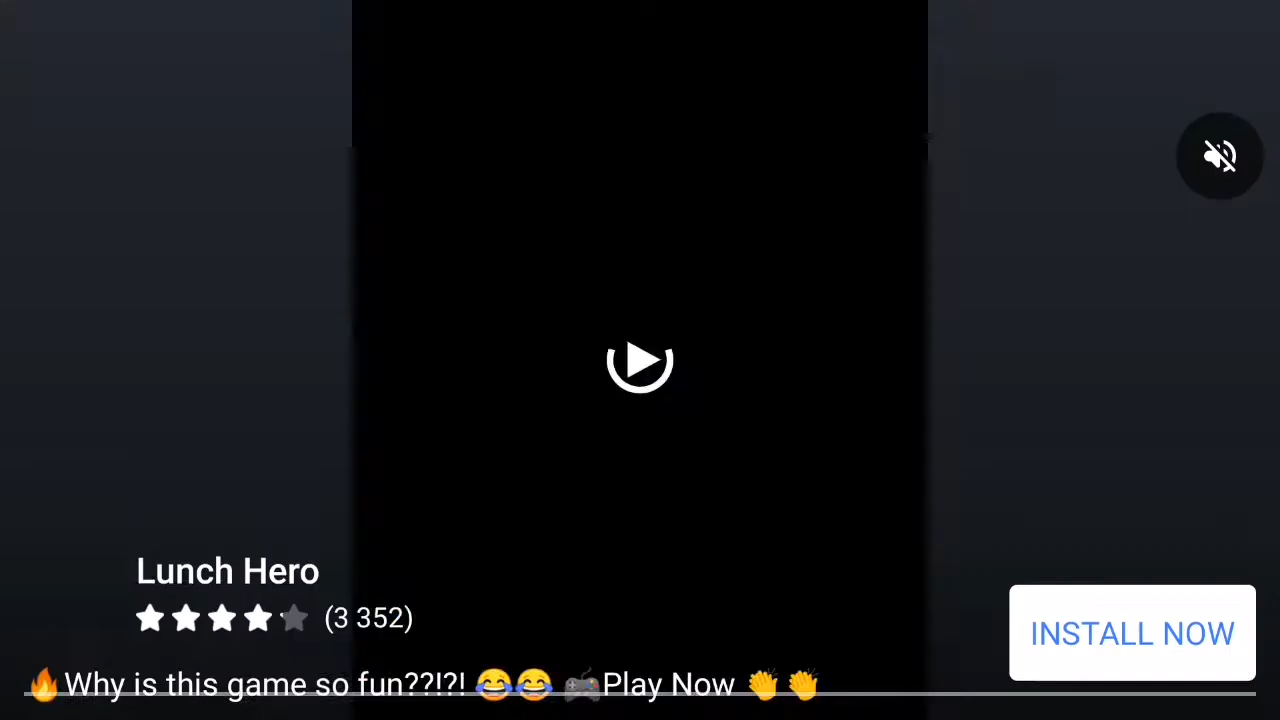 Lunch Hero
(3 352)
INSTALL NOW
🔥Why is this game so fun??!?! 😂😂 🎮Play Now 👏 👏